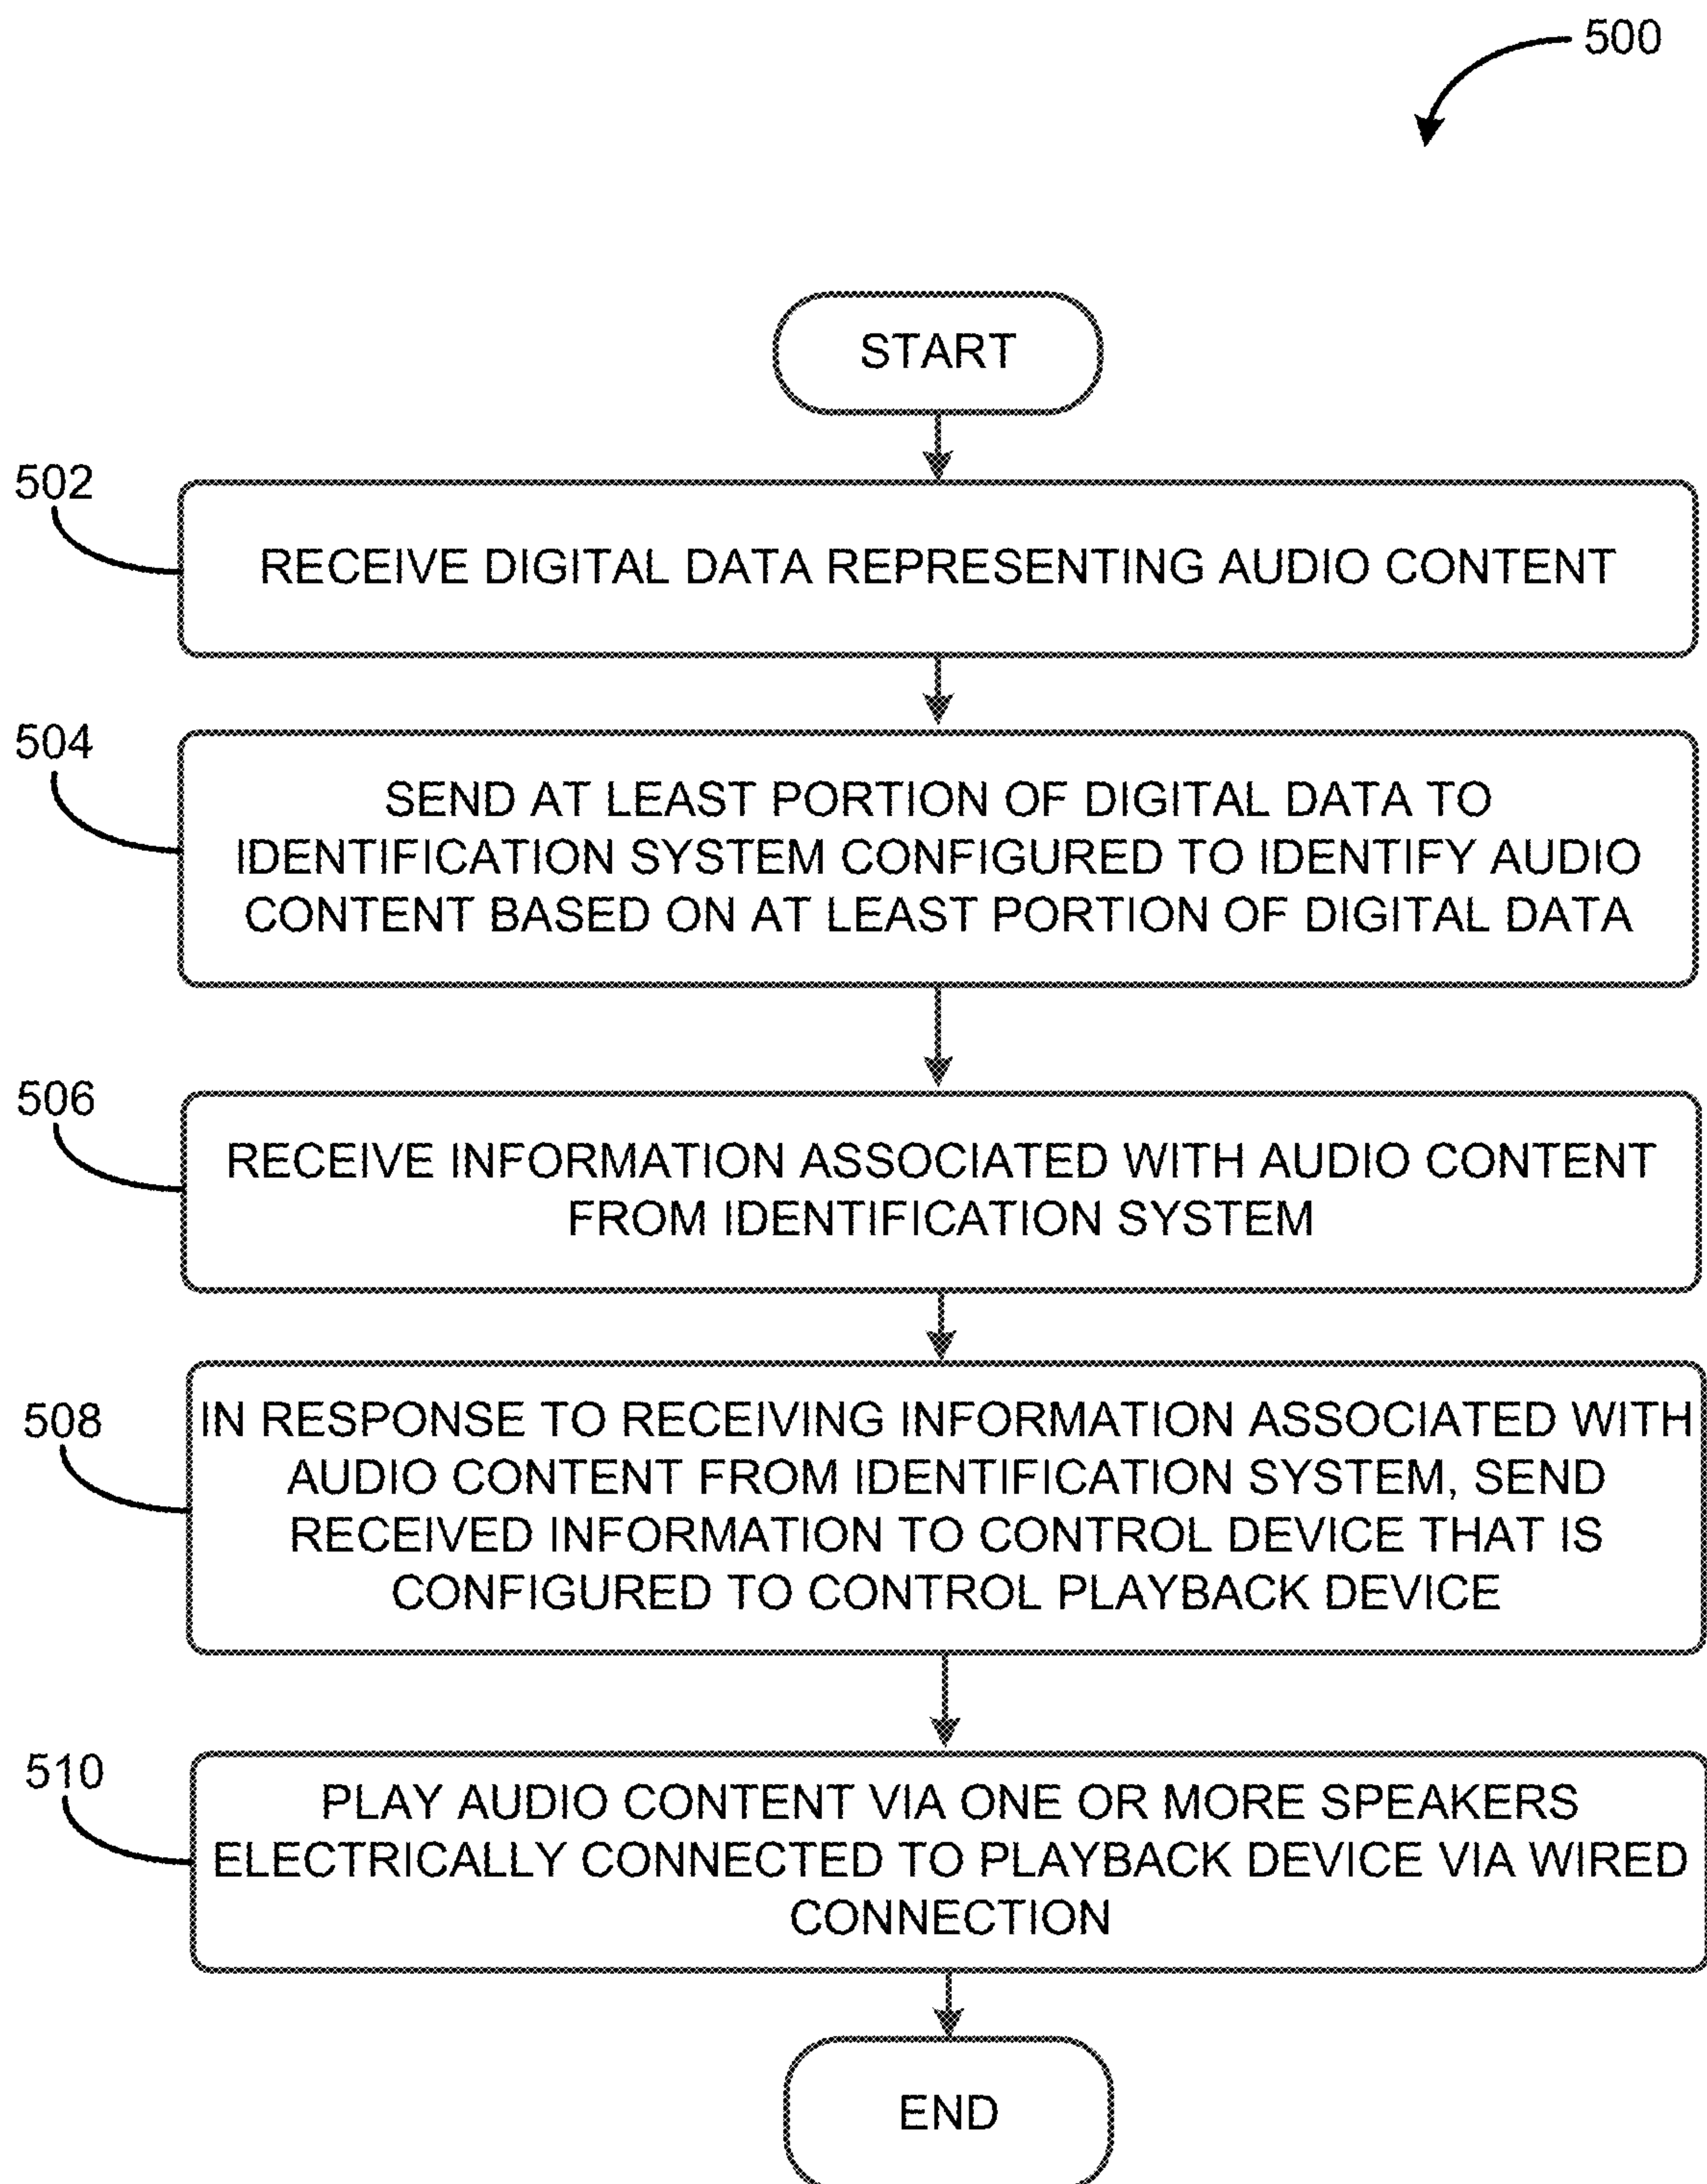 500
START
502
RECEIVE DIGITAL DATA REPRESENTING AUDIO CONTENT
504
SEND AT LEAST PORTION OF DIGITAL DATA TO
IDENTIFICATION SYSTEM CONFIGURED TO IDENTIFY AUDIO
CONTENT BASED ON AT LEAST PORTION OF DIGITAL DATA
506
RECEIVE INFORMATION ASSOCIATED WITH AUDIO CONTENT
FROM IDENTIFICATION SYSTEM
508
IN RESPONSE TO RECEIVING INFORMATION ASSOCIATED WITH
AUDIO CONTENT FROM IDENTIFICATION SYSTEM, SEND
RECEIVED INFORMATION TO CONTROL DEVICE THAT IS
CONFIGURED TO CONTROL PLAYBACK DEVICE
510
PLAY AUDIO CONTENT VIA ONE OR MORE SPEAKERS
ELECTRICALLY CONNECTED TO PLAYBACK DEVICE VIA WIRED
CONNECTION
END